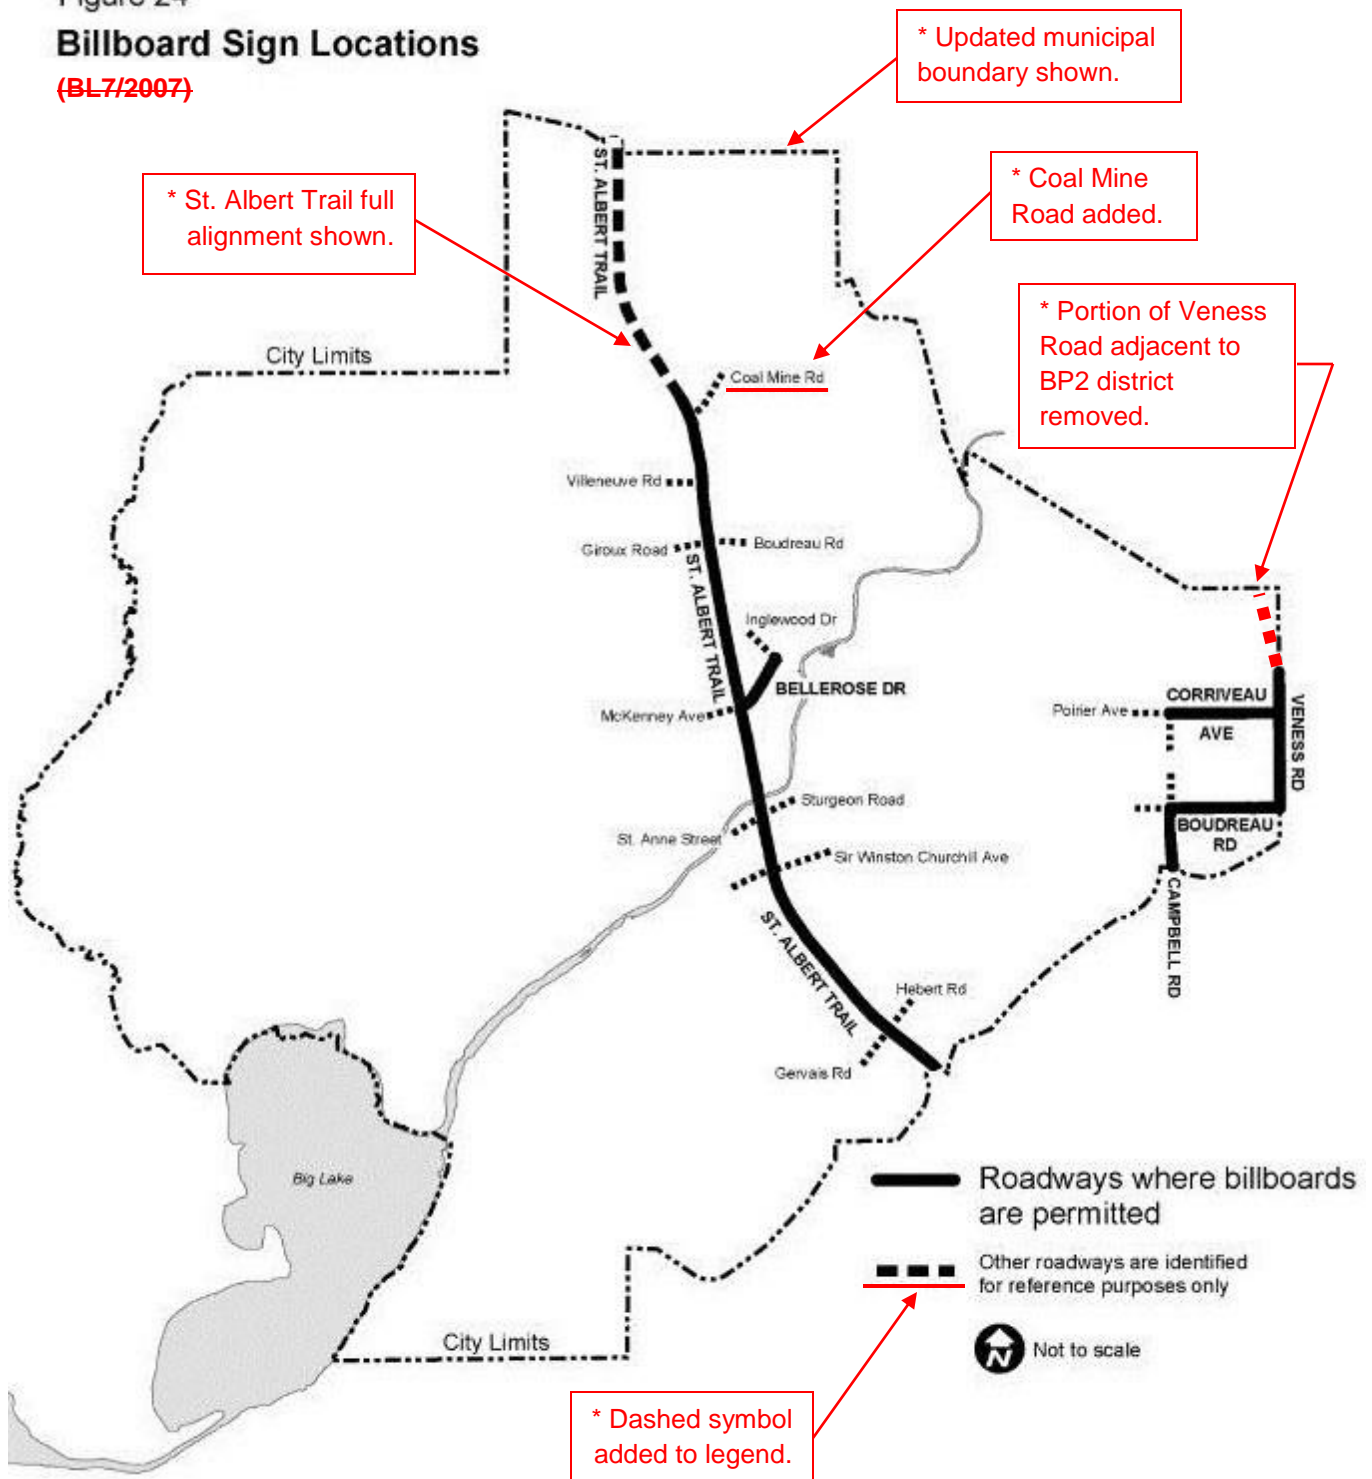 Figure 24
Billboard Sign Locations
(BL7/2007)
* Updated municipal
boundary shown.
* Coal Mine
Road added.
* St. Albert Trail full
alignment shown.
* Portion of Veness
Road adjacent to
BP2 district
removed.
ST. ALBERT TRAIL
City Limits
Coal Mine Rd
Villeneuve Rd
Giroux Road
Boudreau Rd
ST. ALBERT TRAIL
Inglewood Dr
BELLEROSE DR
McKenney Ave
Poirier Ave
CORRIVEAU
AVE
VENESS RD
Sturgeon Road
St. Anne Street
BOUDREAU
RD
Sir Winston Churchill Ave
CAMPBELL RD
ST. ALBERT TRAIL
Hebert Rd
Gervais Rd
Big Lake
Roadways where billboards
are permitted
Other roadways are identified
for reference purposes only
City Limits
N
Not to scale
* Dashed symbol
added to legend.